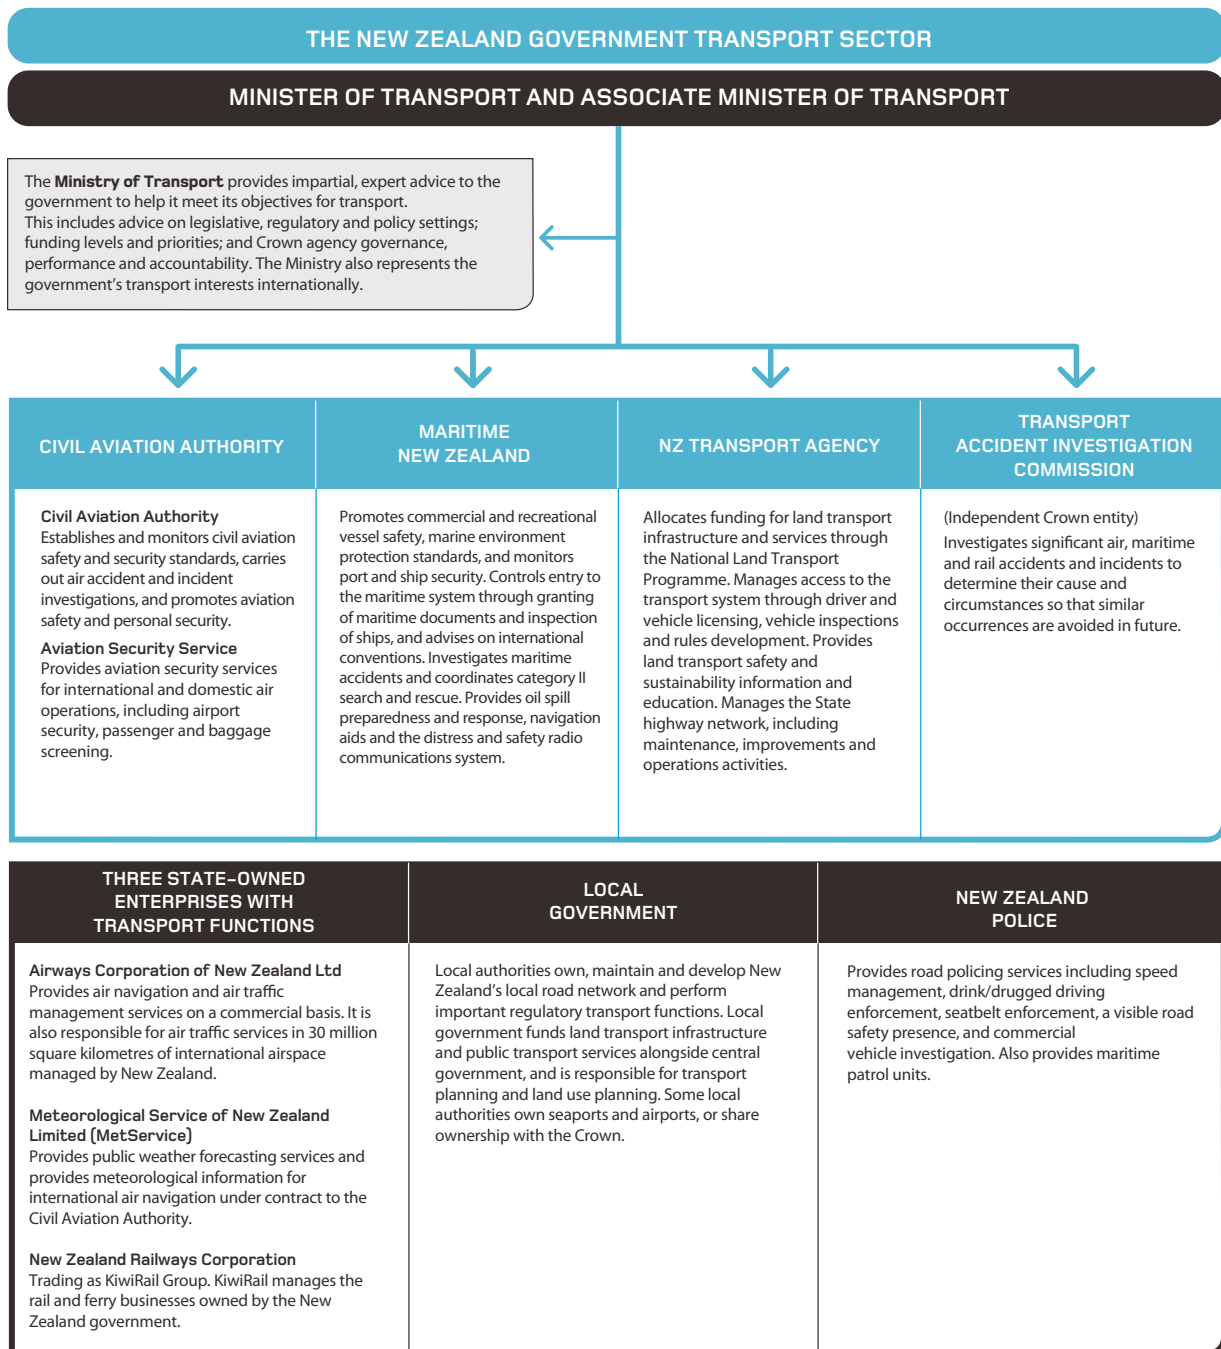 THE NEW ZEALAND GOVERNMENT TRANSPORT SECTOR
MINISTER OF TRANSPORT AND ASSOCIATE MINISTER OF TRANSPORT
The Ministry of Transport provides impartial, expert advice to the
government to help it meet its objectives for transport.
This includes advice on legislative, regulatory and policy settings;
funding levels and priorities; and Crown agency governance,
performance and accountability. The Ministry also represents the
government's transport interests internationally.
CIVIL AVIATION AUTHORITY
Civil Aviation Authority
Establishes and monitors civil aviation
safety and security standards, carries
out air accident and incident
investigations, and promotes aviation
safety and personal security.
Aviation Security Service
Provides aviation security services
for international and domestic air
operations, including airport
security, passenger and baggage
screening.
MARITIME
NEW ZEALAND
Promotes commercial and recreational
vessel safety, marine environment
protection standards, and monitors
port and ship security. Controls entry to
the maritime system through granting
of maritime documents and inspection
of ships, and advises on international
conventions. Investigates maritime
accidents and coordinates category II
search and rescue. Provides oil spill
preparedness and response, navigation
aids and the distress and safety radio
communications system.
NZ TRANSPORT AGENCY
Allocates funding for land transport
infrastructure and services through
the National Land Transport
Programme. Manages access to the
transport system through driver and
vehicle licensing, vehicle inspections
and rules development. Provides
land transport safety and
sustainability information and
education. Manages the State
highway network, including
maintenance, improvements and
operations activities.
TRANSPORT
ACCIDENT INVESTIGATION
COMMISSION
(Independent Crown entity)
Investigates significant air, maritime
and rail accidents and incidents to
determine their cause and
circumstances so that similar
occurrences are avoided in future.
THREE STATE-OWNED
ENTERPRISES WITH
TRANSPORT FUNCTIONS
Airways Corporation of New Zealand Ltd
Provides air navigation and air traffic
management services on a commercial basis. It is
also responsible for air traffic services in 30 million
square kilometres of international airspace
managed by New Zealand.
Meteorological Service of New Zealand
Limited (MetService)
Provides public weather forecasting services and
provides meteorological information for
international air navigation under contract to the
Civil Aviation Authority.
New Zealand Railways Corporation
Trading as KiwiRail Group. KiwiRail manages the
rail and ferry businesses owned by the New
Zealand government.
LOCAL
GOVERNMENT
Local authorities own, maintain and develop New
Zealand's local road network and perform
important regulatory transport functions. Local
government funds land transport infrastructure
and public transport services alongside central
government, and is responsible for transport
planning and land use planning. Some local
authorities own seaports and airports, or share
ownership with the Crown.
NEW ZEALAND
POLICE
Provides road policing services including speed
management, drink/drugged driving
enforcement, seatbelt enforcement, a visible road
safety presence, and commercial
vehicle investigation. Also provides maritime
patrol units.